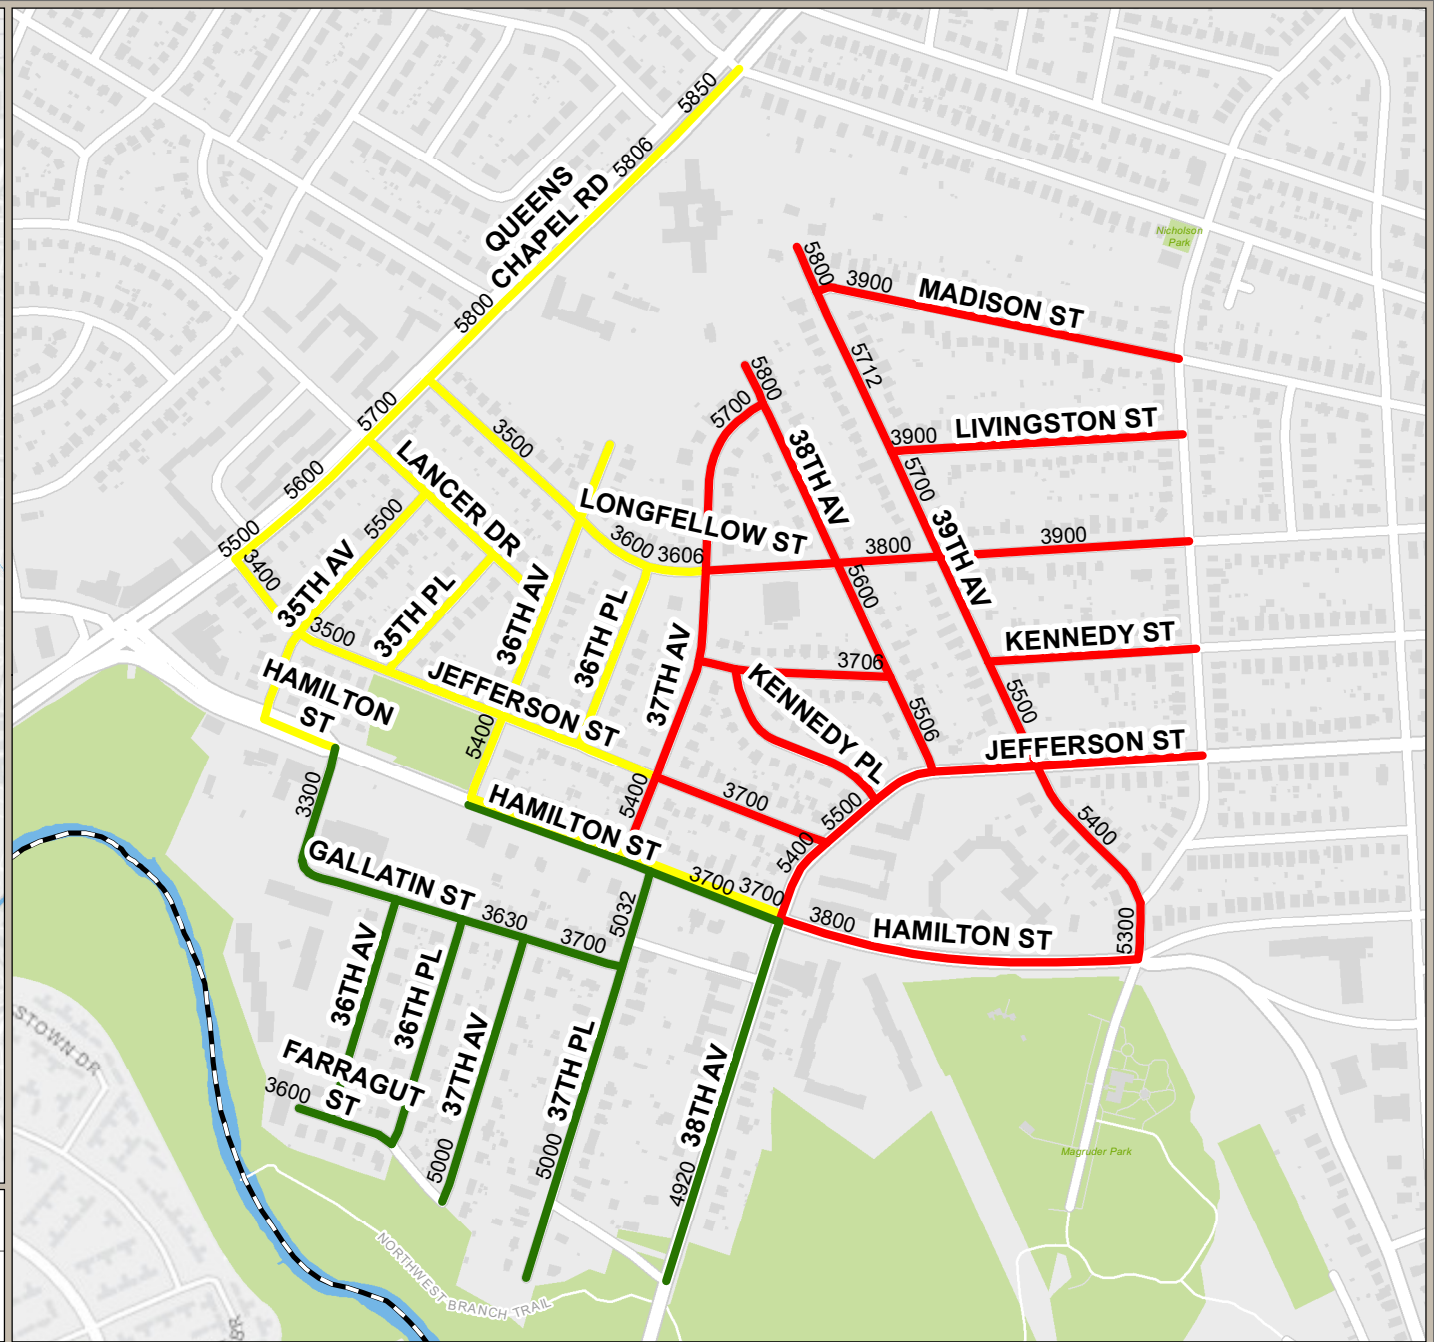 5850
5806
QUEENS
CHAPEL RD
5800
5700
5600
5500
3400
Nicholson
Park
5800
3900
MADISON ST
5712
3900
LIVINGSTON ST
5700
39TH AV
5800
5700
38TH AV
3500
LANCER DR
LONGFELLOW ST
3600
3606
3800
3900
5600
5500
35TH AV
35TH PL
36TH AV
36TH PL
37TH AV
3500
3706
KENNEDY ST
KENNEDY PL
5506
5500
HAMILTON
ST
JEFFERSON ST
JEFFERSON ST
5400
5400
3300
HAMILTON ST
3700
5500
5400
5400
3700
3700
3800
HAMILTON ST
5300
GALLATIN ST
3630
3700
5032
36TH AV
36TH PL
37TH AV
37TH PL
38TH AV
FARRAGUT
ST
3600
5000
5000
4920
STOWN DR
Magruder Park
NORTHWEST BRANCH TRAIL